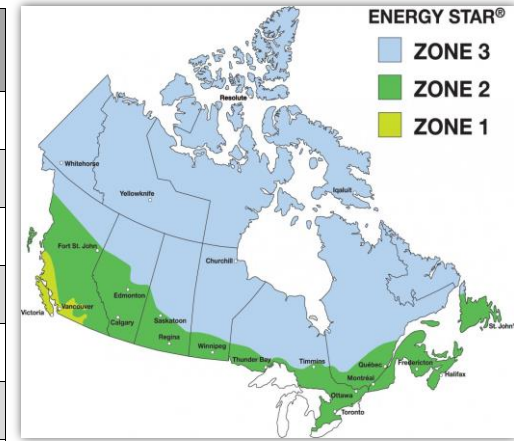 ENERGY STAR®
ZONE 3
ZONE 2
ZONE 1
Resolute
Whitehorse
Yellowknife
Iqaluit
Fort St. John
Churchill
Edmonton
Vancouver
Victoria
Calgary
Saskatoon
Regina
Winnipeg
Thunder Bay
Timmins
Québec
Montréal
Ottawa
Toronto
Fredericton
Halifax
St. John'